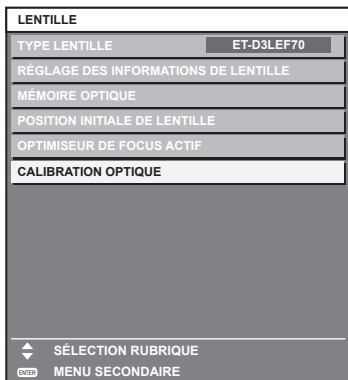 LENTILLE
TYPE LENTILLE ET-D3LEF70
RÉGLAGE DES INFORMATIONS DE LENTILLE
MÉMOIRE OPTIQUE
POSITION INITIALE DE LENTILLE
OPTIMISEUR DE FOCUS ACTIF
CALIBRATION OPTIQUE
SÉLECTION RUBRIQUE
ENTER MENU SECONDAIRE